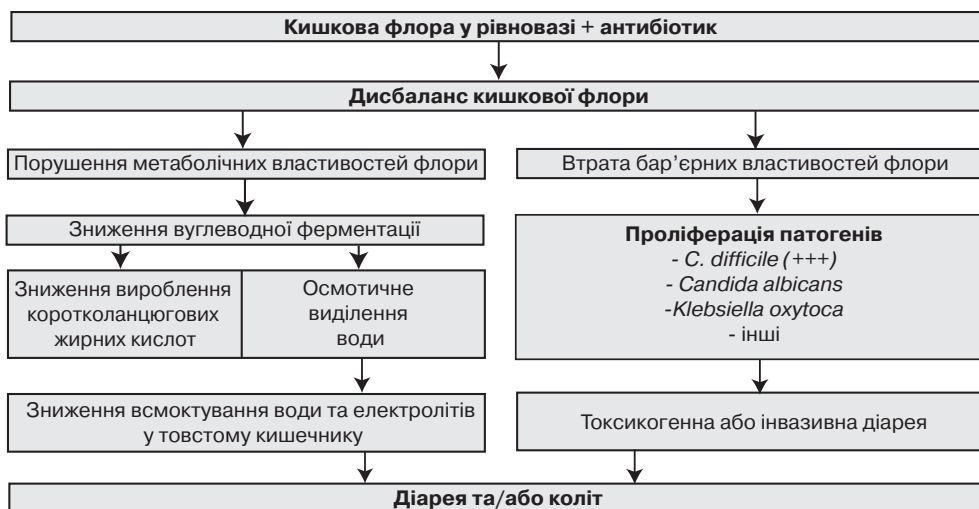 Кишкова флора у рівновазі + антибіотик
Дисбаланс кишкової флори
Порушення метаболічних властивостей флори
Втрата бар’єрних властивостей флори
Зниження вуглеводної ферментації
Зниження вироблення
коротколанцюгових
жирних кислот
Осмотичне
виділення
води
Проліферація патогенів
- C. difficile (+++)
- Candida albicans
-Klebsiella oxytoca
- інші
Зниження всмоктування води та електролітів
у товстому кишечнику
Токсикогенна або інвазивна діарея
Діарея та/або коліт